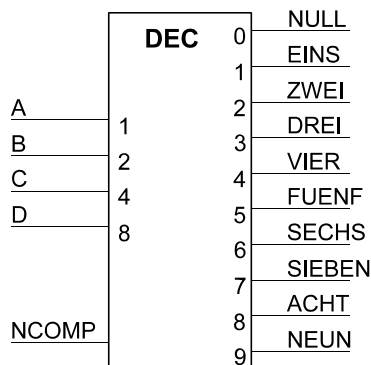 DEC
0 NULL
1 EINS
2 ZWEI
A 1
3 DREI
B 2
4 VIER
C 4
5 FUENF
D 8
6 SECHS
7 SIEBEN
8 ACHT
NCOMP
9 NEUN